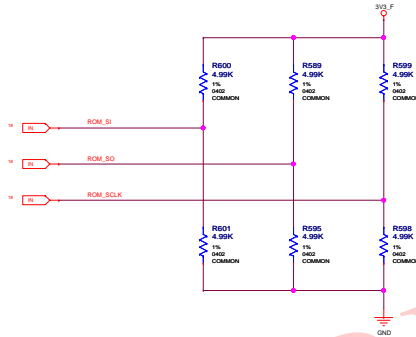 3V3_F
R600
4.99K
1%
0402
COMMON
R589
4.99K
1%
0402
COMMON
R599
4.99K
1%
0402
COMMON
IN
ROM_SI
IN
ROM_SO
IN
ROM_SCLK
R601
4.99K
1%
0402
COMMON
R595
4.99K
1%
0402
COMMON
R598
4.99K
1%
0402
COMMON
GND